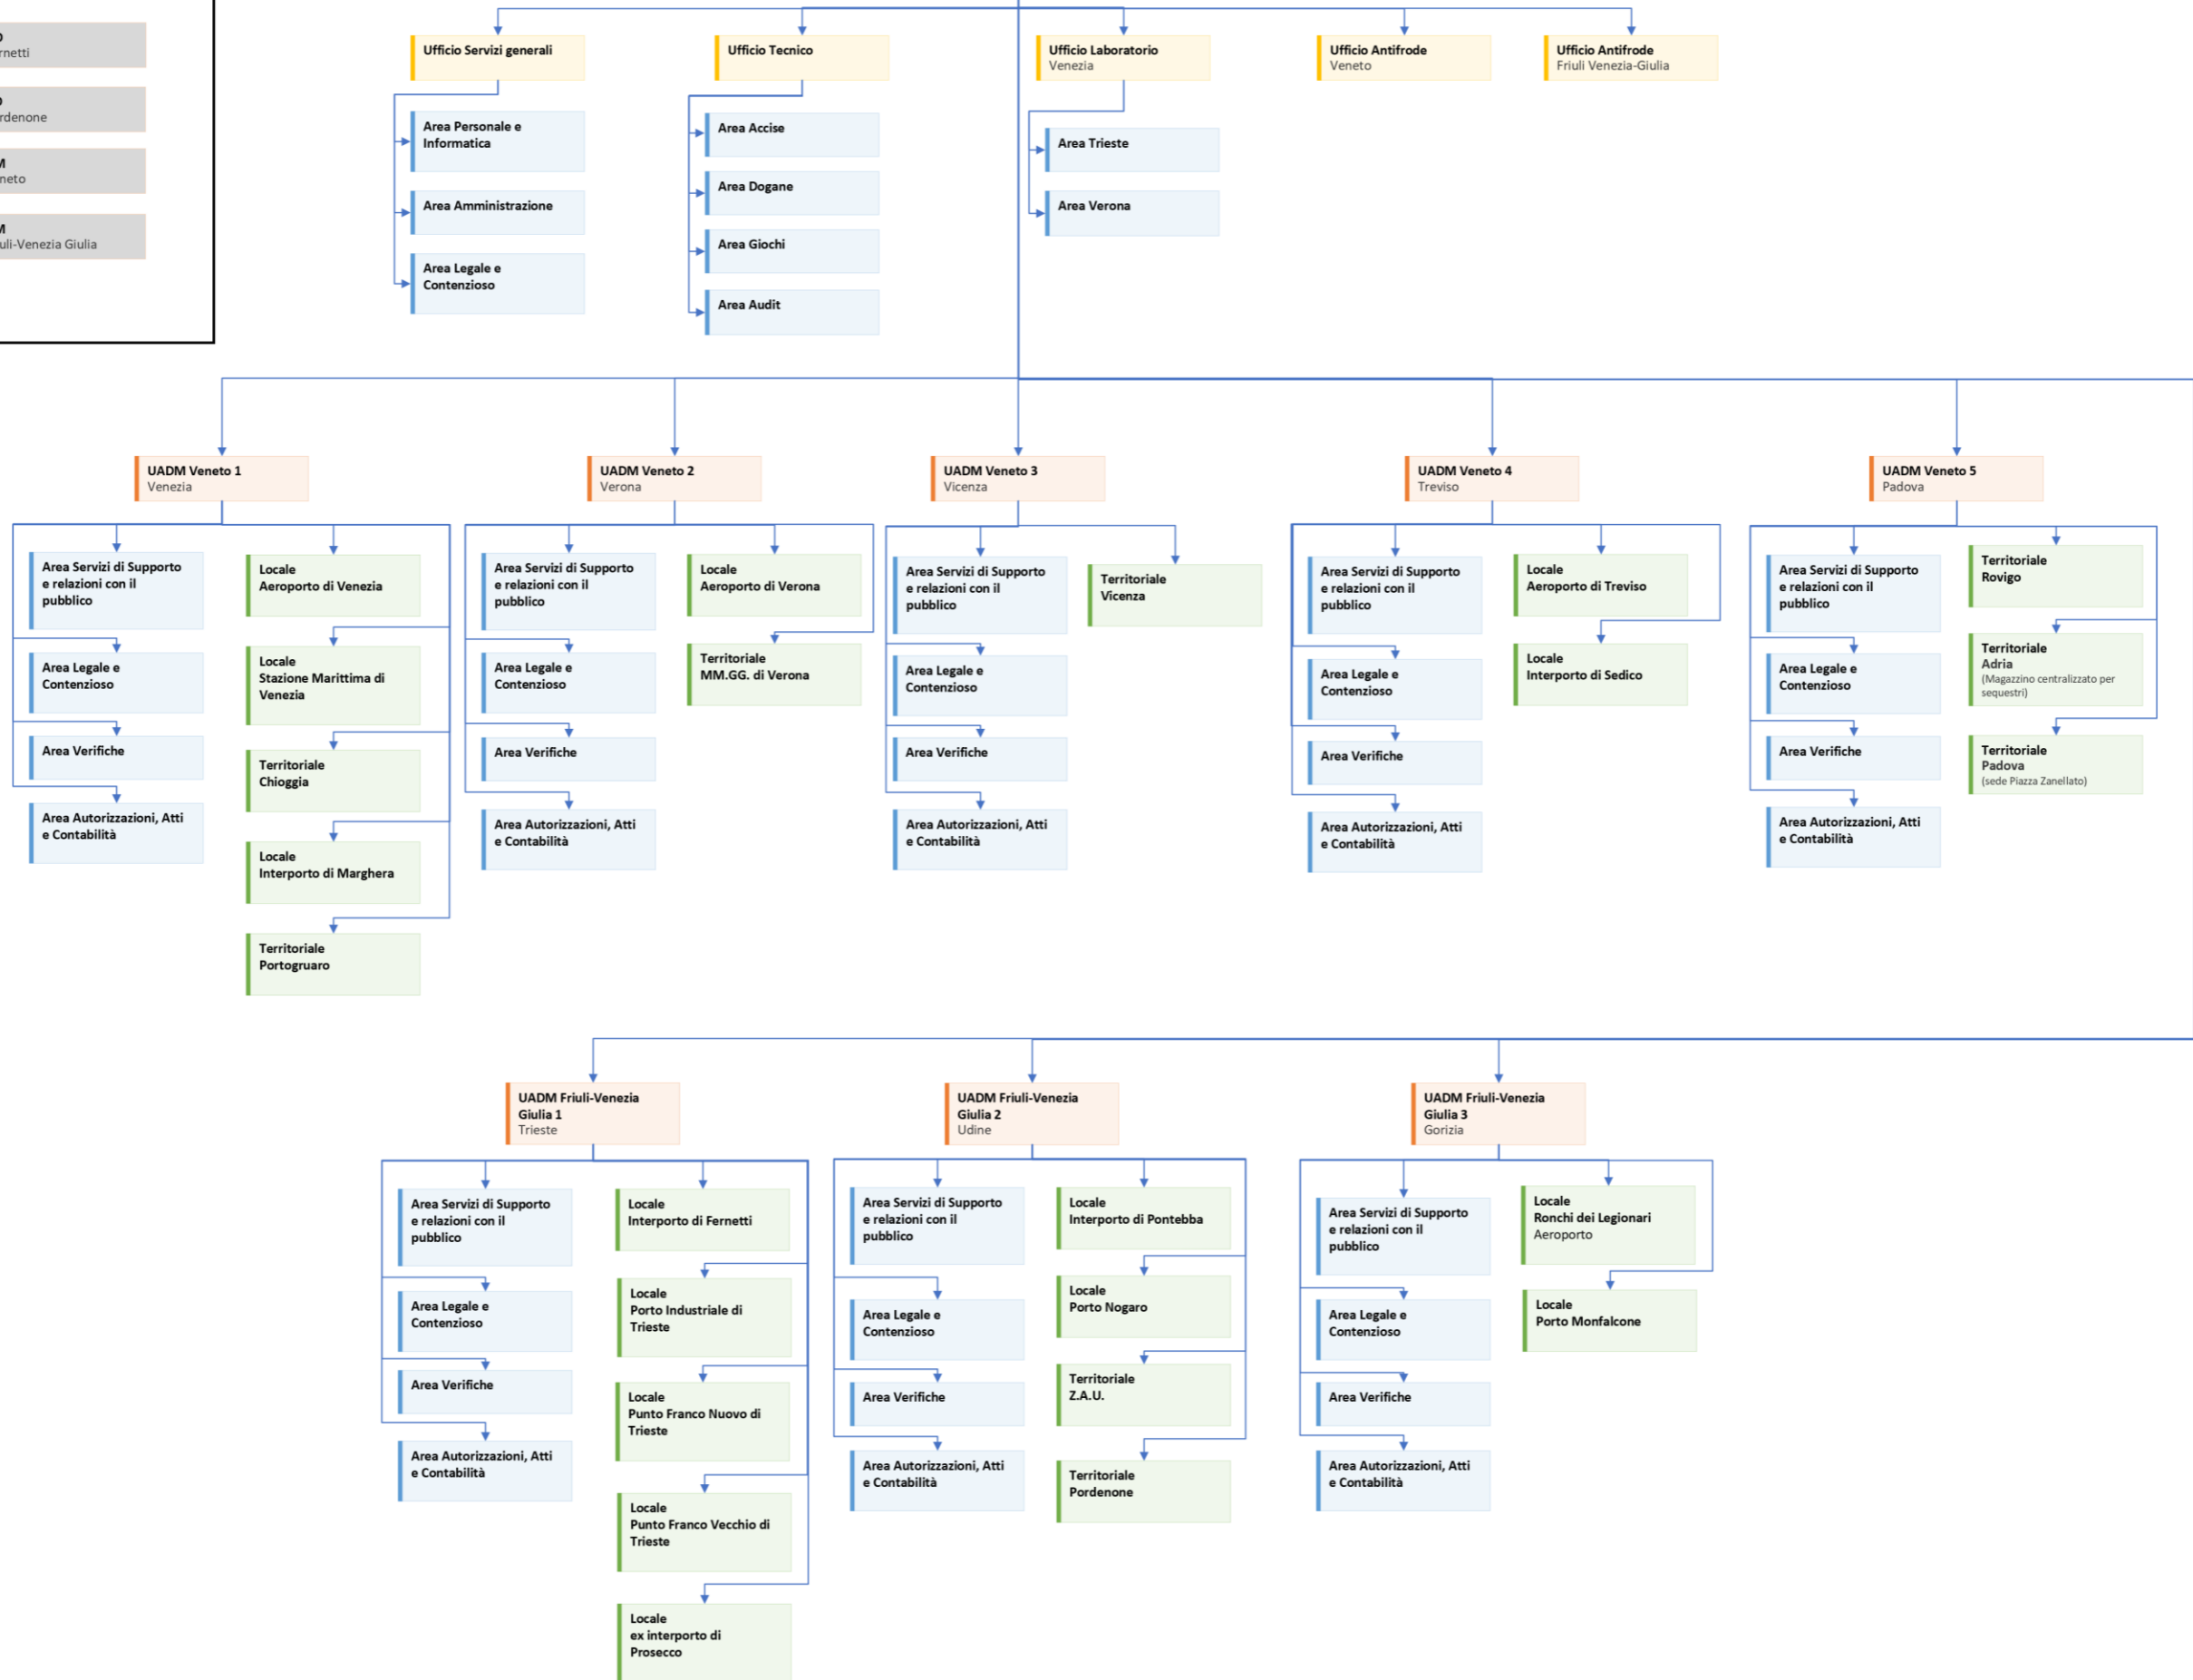 Ufficio Servizi generali
Ufficio Tecnico
Ufficio Laboratorio
Venezia
Ufficio Antifrode
Veneto
Ufficio Antifrode
Friuli Venezia-Giulia
Area Personale e
Informatica
Area Amministrazione
Area Legale e
Contenzioso
Area Accise
Area Dogane
Area Giochi
Area Audit
Area Trieste
Area Verona
UADM Veneto 1
Venezia
Area Servizi di Supporto
e relazioni con il
pubblico
Area Legale e
Contenzioso
Area Verifiche
Area Autorizzazioni, Atti
e Contabilità
Locale
Aeroporto di Venezia
Locale
Stazione Marittima di
Venezia
Territoriale
Chioggia
Locale
Interporto di Marghera
Territoriale
Portogruaro
UADM Veneto 2
Verona
Area Servizi di Supporto
e relazioni con il
pubblico
Area Legale e
Contenzioso
Area Verifiche
Area Autorizzazioni, Atti
e Contabilità
Locale
Aeroporto di Verona
Territoriale
MM.GG. di Verona
UADM Veneto 3
Vicenza
Area Servizi di Supporto
e relazioni con il
pubblico
Area Legale e
Contenzioso
Area Verifiche
Area Autorizzazioni, Atti
e Contabilità
Territoriale
Vicenza
UADM Veneto 4
Treviso
Area Servizi di Supporto
e relazioni con il
pubblico
Area Legale e
Contenzioso
Area Verifiche
Area Autorizzazioni, Atti
e Contabilità
Locale
Aeroporto di Treviso
Locale
Interporto di Sedico
UADM Veneto 5
Padova
Area Servizi di Supporto
e relazioni con il
pubblico
Area Legale e
Contenzioso
Area Verifiche
Area Autorizzazioni, Atti
e Contabilità
Territoriale
Rovigo
Territoriale
Adria
(Magazzino centralizzato per
sequestri)
Territoriale
Padova
(sede Piazza Zanellato)
UADM Friuli-Venezia
Giulia 1
Trieste
Area Servizi di Supporto
e relazioni con il
pubblico
Area Legale e
Contenzioso
Area Verifiche
Area Autorizzazioni, Atti
e Contabilità
Locale
Interporto di Fernetti
Locale
Porto Industriale di
Trieste
Locale
Punto Franco Nuovo di
Trieste
Locale
Punto Franco Vecchio di
Trieste
Locale
ex interporto di
Prosecco
UADM Friuli-Venezia
Giulia 2
Udine
Area Servizi di Supporto
e relazioni con il
pubblico
Area Legale e
Contenzioso
Area Verifiche
Area Autorizzazioni, Atti
e Contabilità
Locale
Interporto di Pontebba
Locale
Porto Nogaro
Territoriale
Z.A.U.
Territoriale
Pordenone
UADM Friuli-Venezia
Giulia 3
Gorizia
Area Servizi di Supporto
e relazioni con il
pubblico
Area Legale e
Contenzioso
Area Verifiche
Area Autorizzazioni, Atti
e Contabilità
Locale
Ronchi dei Legionari
Aeroporto
Locale
Porto Monfalcone
Giulia